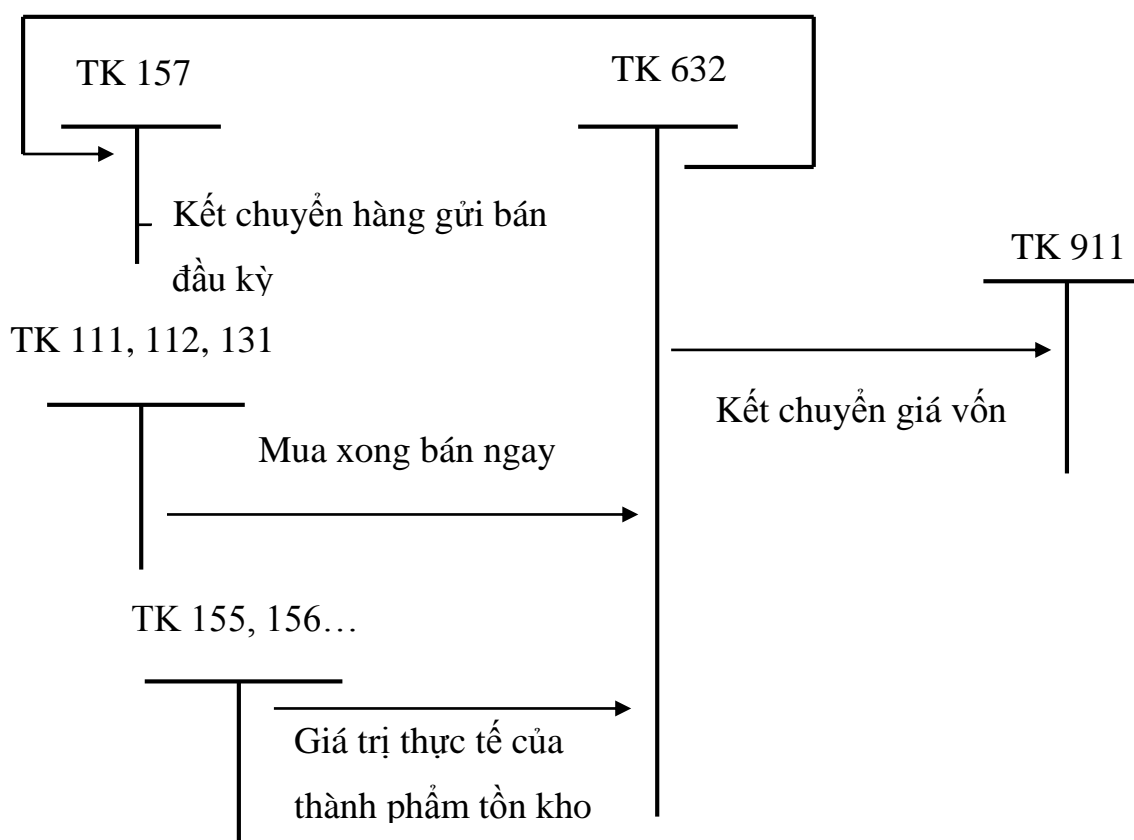 TK 157
TK 632
Kết chuyển hàng gửi bán
đầu kỳ
TK 911
TK 111, 112, 131
Kết chuyển giá vốn
Mua xong bán ngay
TK 155, 156…
Giá trị thực tế của
thành phẩm tồn kho